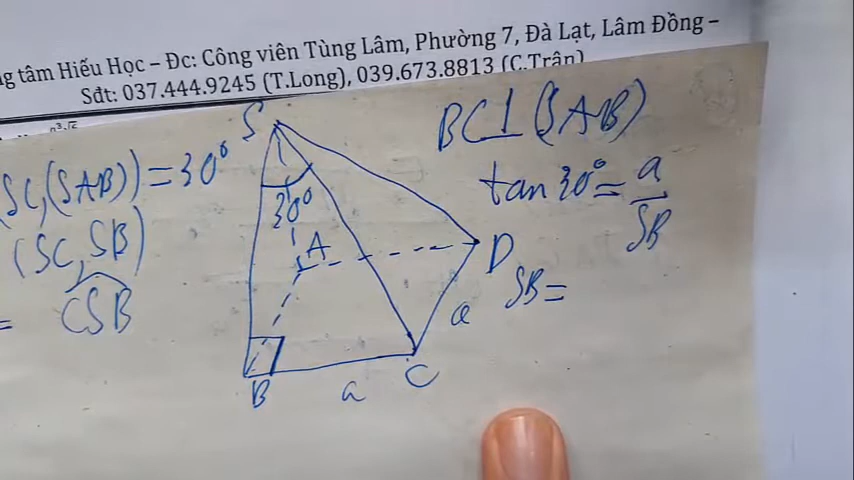 ng tâm Hiếu Học – Đc: Công viên Tùng Lâm, Phường 7, Đà Lạt, Lâm Đồng –
Sđt: 037.444.9245 (T.Long), 039.673.8813 (C.Trân)
SC, (SAB)) = 30°
(SC, SB)
= CSB
S
30°
A
D
B
C
a
a
BC ⊥ (SAB)
tan 30° = a/SB
SB =